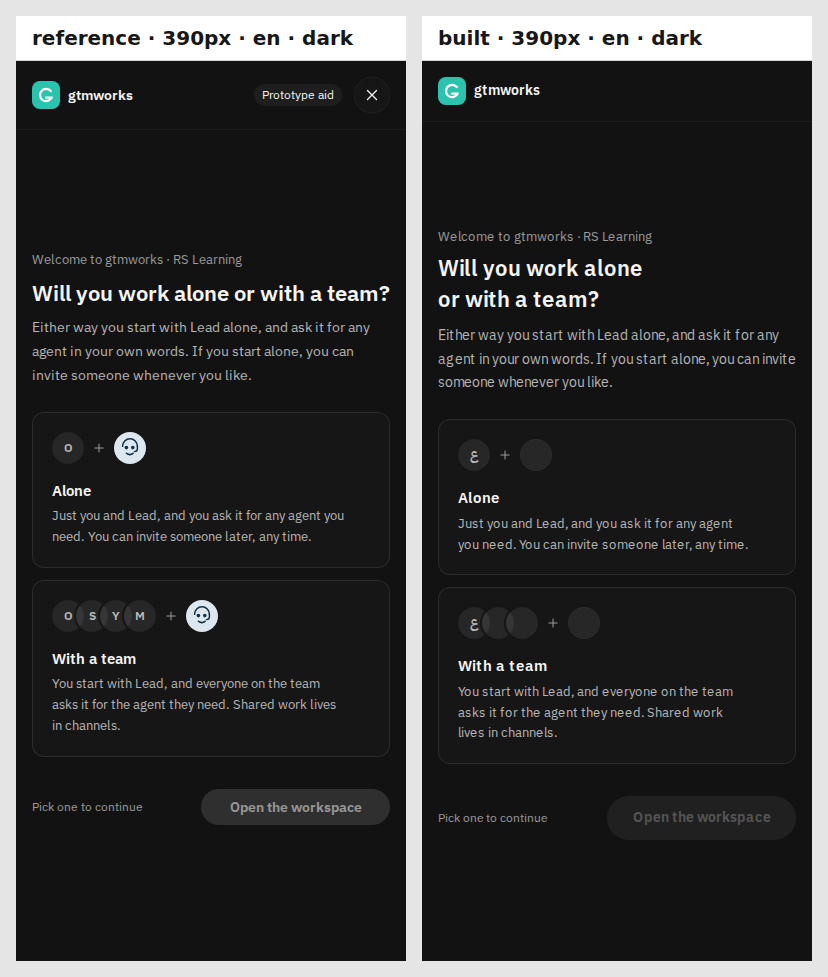 reference · 390px · en · dark
gtmworks
Prototype aid
Welcome to gtmworks · RS Learning
Will you work alone or with a team?
Either way you start with Lead alone, and ask it for any
agent in your own words. If you start alone, you can
invite someone whenever you like.
O +
Alone
Just you and Lead, and you ask it for any agent you
need. You can invite someone later, any time.
O S Y M +
With a team
You start with Lead, and everyone on the team
asks it for the agent they need. Shared work lives
in channels.
Pick one to continue
Open the workspace
built · 390px · en · dark
gtmworks
Welcome to gtmworks · RS Learning
Will you work alone
or with a team?
Either way you start with Lead alone, and ask it for any
agent in your own words. If you start alone, you can invite
someone whenever you like.
ع +
Alone
Just you and Lead, and you ask it for any agent
you need. You can invite someone later, any time.
ع +
With a team
You start with Lead, and everyone on the team
asks it for the agent they need. Shared work
lives in channels.
Pick one to continue
Open the workspace